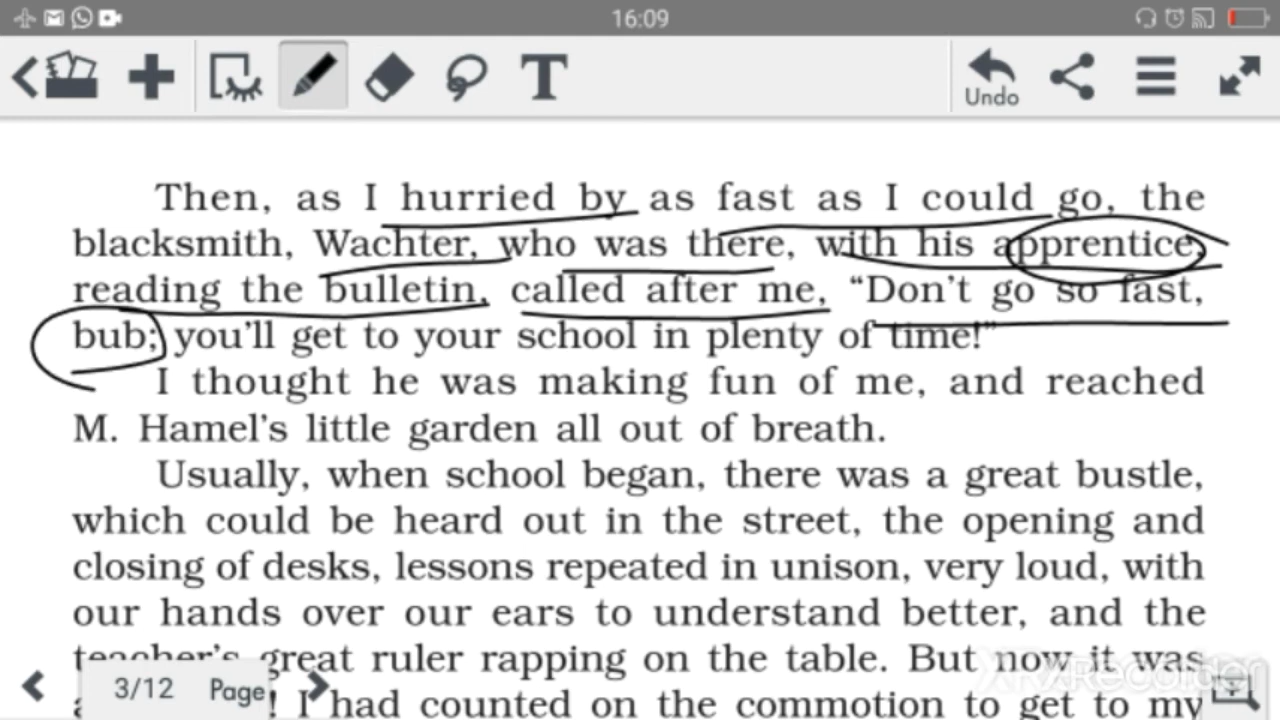 16:09
Undo
Then, as I hurried by as fast as I could go, the
blacksmith, Wachter, who was there, with his apprentice,
reading the bulletin, called after me, “Don’t go so fast,
bub; you’ll get to your school in plenty of time!”
I thought he was making fun of me, and reached
M. Hamel’s little garden all out of breath.
Usually, when school began, there was a great bustle,
which could be heard out in the street, the opening and
closing of desks, lessons repeated in unison, very loud, with
our hands over our ears to understand better, and the
teacher’s great ruler rapping on the table. But now it was
! I had counted on the commotion to get to my
3/12 Page
XRecorder